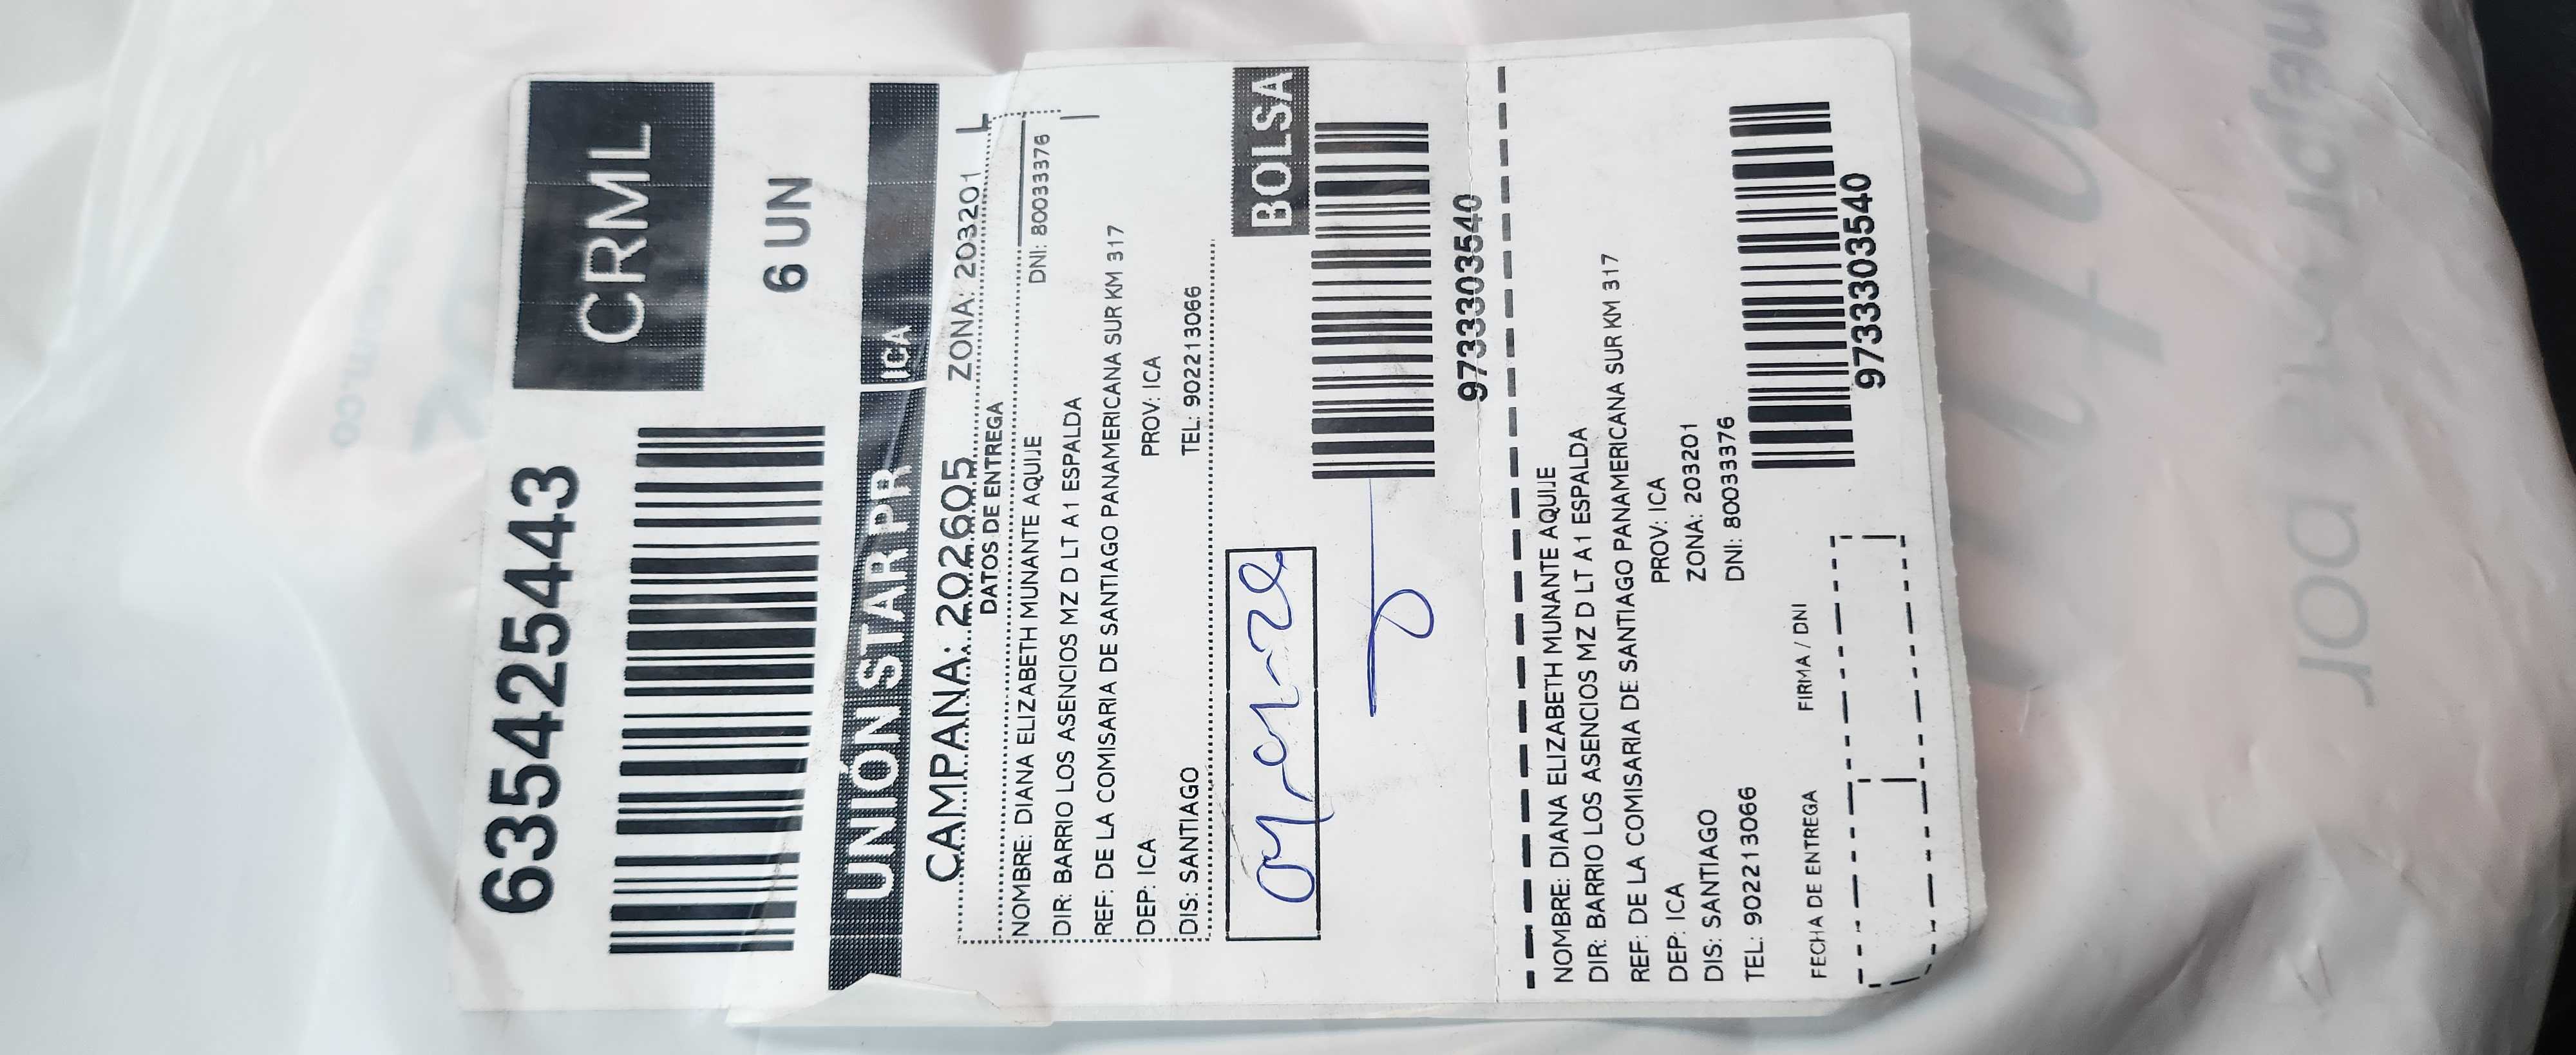 6354425443
CRML
6 UN
UNION STAR PR ICA
CAMPANA: 202605 ZONA: 203201 L
DATOS DE ENTREGA
NOMBRE: DIANA ELIZABETH MUNANTE AQUIJE DNI: 80033376
DIR: BARRIO LOS ASENCIOS MZ D LT A1 ESPALDA
REF: DE LA COMISARIA DE SANTIAGO PANAMERICANA SUR KM 317
DEP: ICA PROV: ICA
DIS: SANTIAGO TEL: 902213066
BOLSA
9733303540
NOMBRE: DIANA ELIZABETH MUNANTE AQUIJE
DIR: BARRIO LOS ASENCIOS MZ D LT A1 ESPALDA
REF: DE LA COMISARIA DE SANTIAGO PANAMERICANA SUR KM 317
DEP: ICA PROV: ICA
DIS: SANTIAGO ZONA: 203201
TEL: 902213066 DNI: 80033376
FECHA DE ENTREGA FIRMA / DNI
9733303540